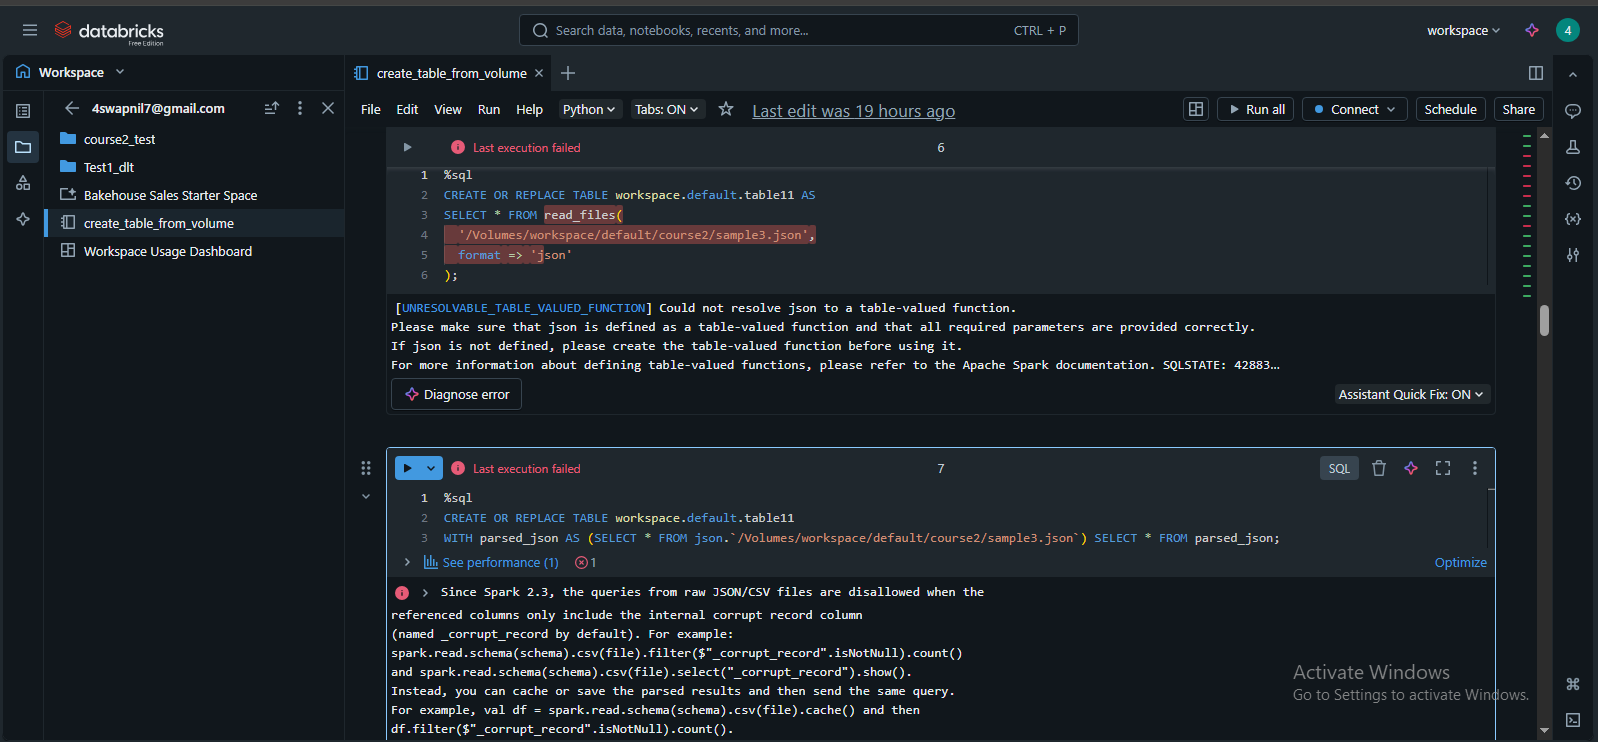 databricks
Free Edition
Search data, notebooks, recents, and more...
CTRL + P
workspace
4
Workspace
create_table_from_volume
4swapnil7@gmail.com
File Edit View Run Help Python Tabs: ON Last edit was 19 hours ago
Run all Connect Schedule Share
course2_test
Test1_dlt
Bakehouse Sales Starter Space
create_table_from_volume
Workspace Usage Dashboard
Last execution failed
6
1 %sql
2 CREATE OR REPLACE TABLE workspace.default.table11 AS
3 SELECT * FROM read_files(
4 '/Volumes/workspace/default/course2/sample3.json',
5 format => 'json'
6 );
[UNRESOLVABLE_TABLE_VALUED_FUNCTION] Could not resolve json to a table-valued function.
Please make sure that json is defined as a table-valued function and that all required parameters are provided correctly.
If json is not defined, please create the table-valued function before using it.
For more information about defining table-valued functions, please refer to the Apache Spark documentation. SQLSTATE: 42883...
Diagnose error
Assistant Quick Fix: ON
Last execution failed
7
SQL
1 %sql
2 CREATE OR REPLACE TABLE workspace.default.table11
3 WITH parsed_json AS (SELECT * FROM json.`/Volumes/workspace/default/course2/sample3.json`) SELECT * FROM parsed_json;
See performance (1) 1
Optimize
Since Spark 2.3, the queries from raw JSON/CSV files are disallowed when the
referenced columns only include the internal corrupt record column
(named _corrupt_record by default). For example:
spark.read.schema(schema).csv(file).filter($"_corrupt_record".isNotNull).count()
and spark.read.schema(schema).csv(file).select("_corrupt_record").show().
Instead, you can cache or save the parsed results and then send the same query.
For example, val df = spark.read.schema(schema).csv(file).cache() and then
df.filter($"_corrupt_record".isNotNull).count().
Activate Windows
Go to Settings to activate Windows.